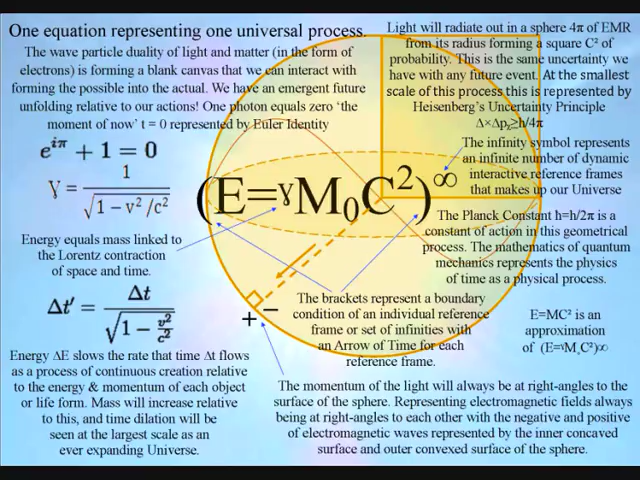 One equation representing one universal process.
The wave particle duality of light and matter (in the form of
electrons) is forming a blank canvas that we can interact with
forming the possible into the actual. We have an emergent future
unfolding relative to our actions! One photon equals zero ‘the
moment of now’ t = 0 represented by Euler Identity
e^iπ + 1 = 0
γ = 1 / √1 − v² /c²
Energy equals mass linked to
the Lorentz contraction
of space and time.
Δt′ = Δt / √1 − v²/c²
Energy ΔE slows the rate that time Δt flows
as a process of continuous creation relative
to the energy & momentum of each object
or life form. Mass will increase relative
to this, and time dilation will be
seen at the largest scale as an
ever expanding Universe.
(E=γM₀C²)∞
Light will radiate out in a sphere 4π of EMR
from its radius forming a square C² of
probability. This is the same uncertainty we
have with any future event. At the smallest
scale of this process this is represented by
Heisenberg’s Uncertainty Principle
Δ×Δpₓ≥h/4π
The infinity symbol represents
an infinite number of dynamic
interactive reference frames
that makes up our Universe
The Planck Constant h=h/2π is a
constant of action in this geometrical
process. The mathematics of quantum
mechanics represents the physics
of time as a physical process.
+ −
The brackets represent a boundary
condition of an individual reference
frame or set of infinities with
an Arrow of Time for each
reference frame.
E=MC² is an
approximation
of (E=γM₀C²)∞
The momentum of the light will always be at right-angles to the
surface of the sphere. Representing electromagnetic fields always
being at right-angles to each other with the negative and positive
of electromagnetic waves represented by the inner concaved
surface and outer convexed surface of the sphere.